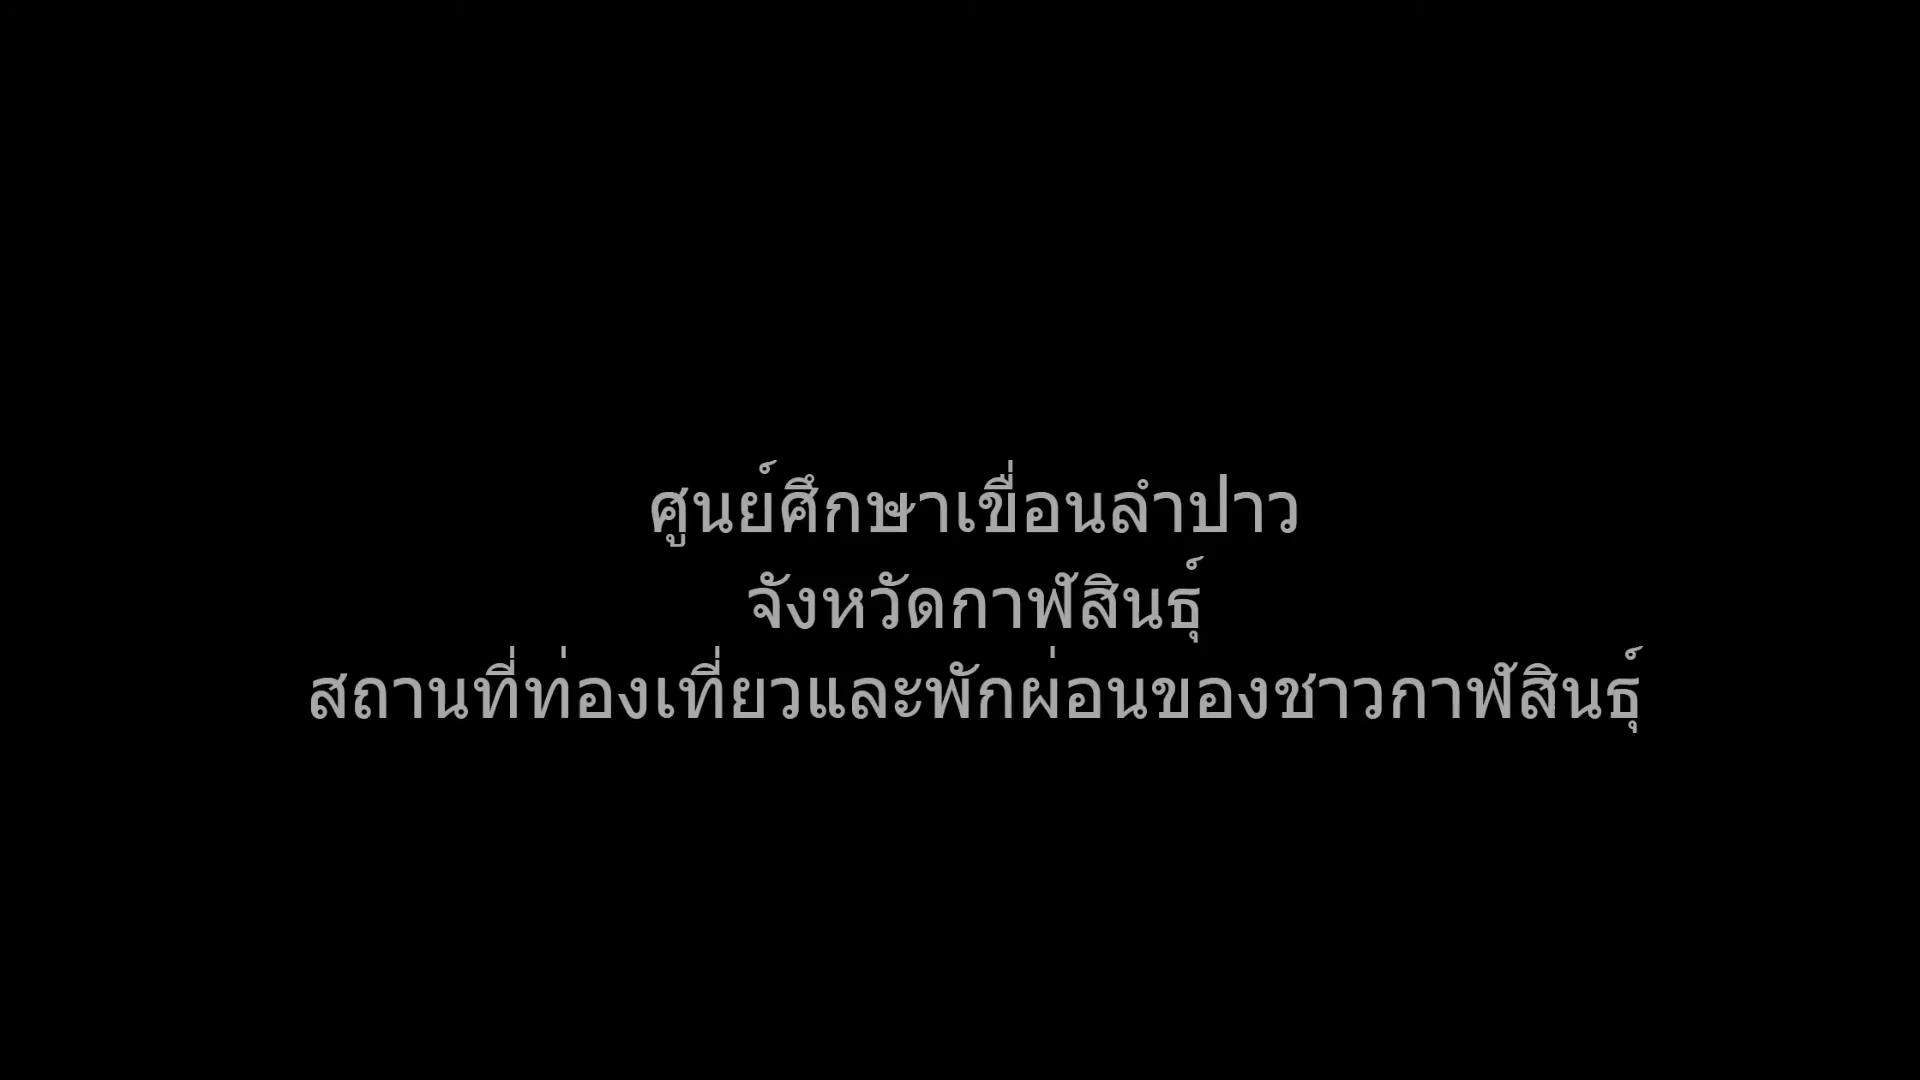 ศูนย์ศึกษาเขื่อนลำปาว
จังหวัดกาฬสินธุ์
สถานที่ท่องเที่ยวและพักผ่อนของชาวกาฬสินธุ์